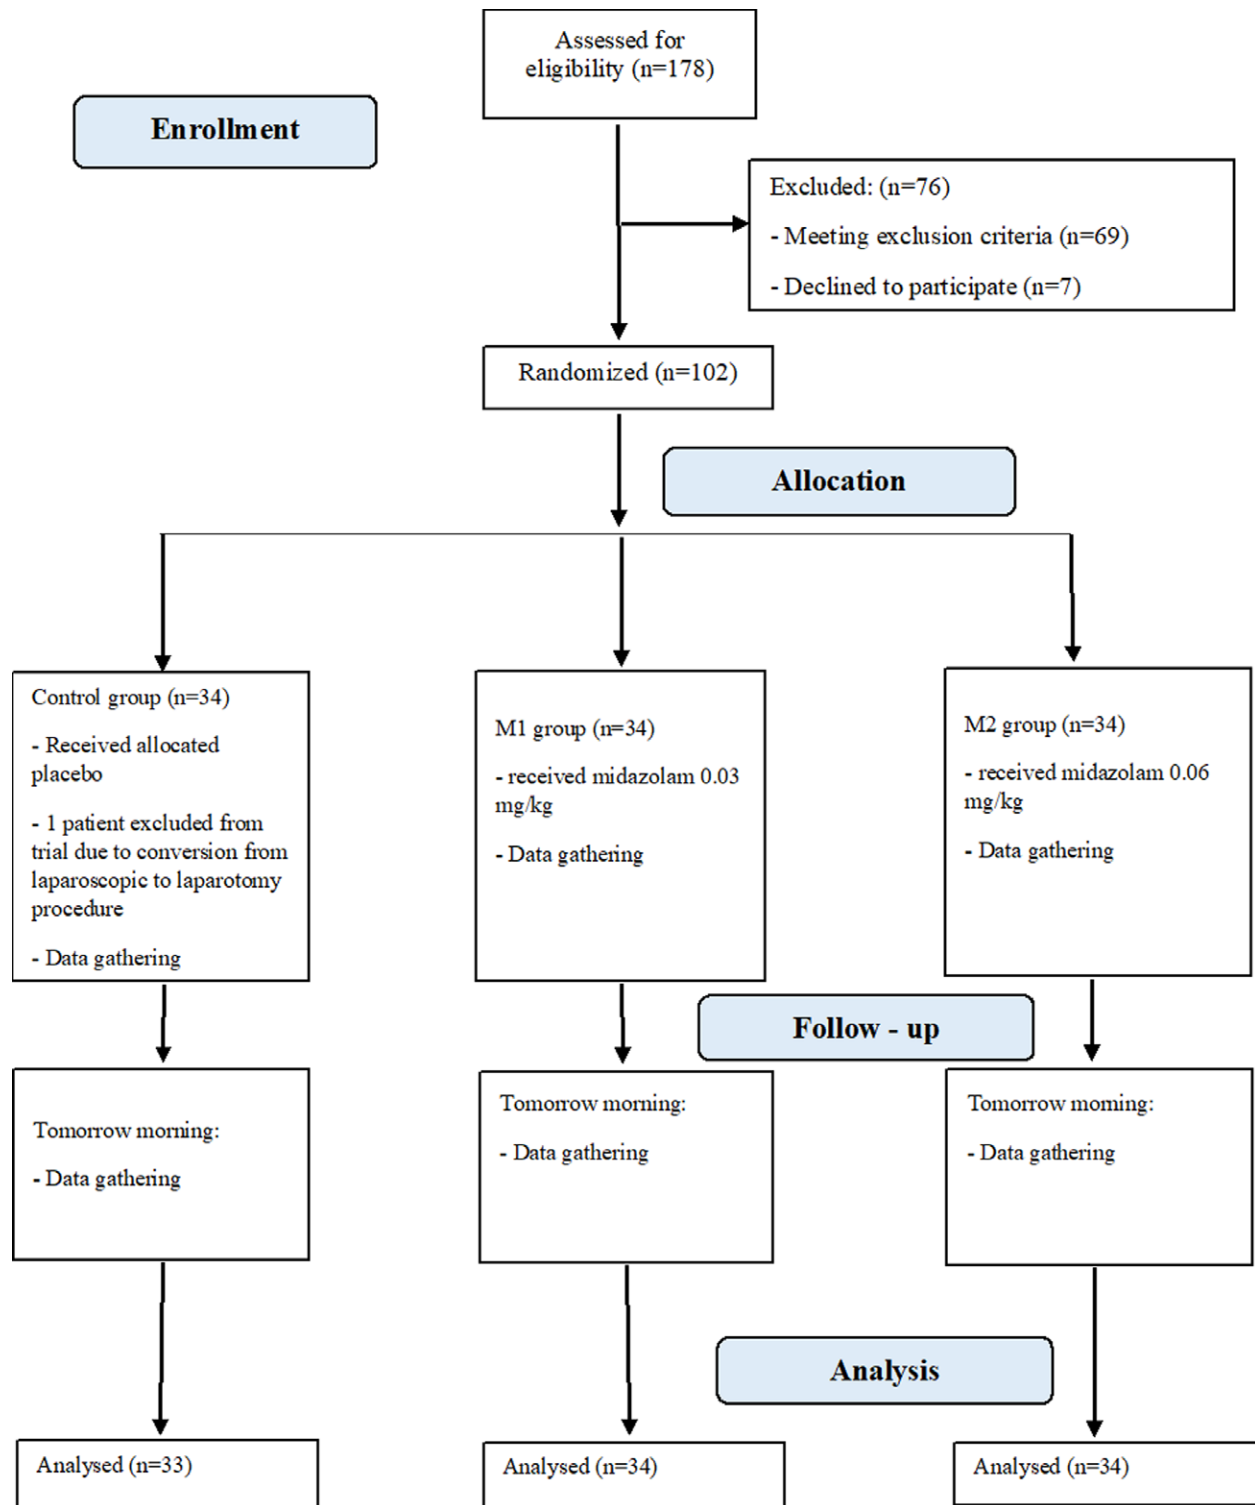 Assessed for
eligibility (n=178)
Enrollment
Excluded: (n=76)
- Meeting exclusion criteria (n=69)
- Declined to participate (n=7)
Randomized (n=102)
Allocation
Control group (n=34)
- Received allocated
placebo
- 1 patient excluded from
trial due to conversion from
laparoscopic to laparotomy
procedure
- Data gathering
M1 group (n=34)
- received midazolam 0.03
mg/kg
- Data gathering
M2 group (n=34)
- received midazolam 0.06
mg/kg
- Data gathering
Follow - up
Tomorrow morning:
- Data gathering
Tomorrow morning:
- Data gathering
Tomorrow morning:
- Data gathering
Analysis
Analysed (n=33)
Analysed (n=34)
Analysed (n=34)